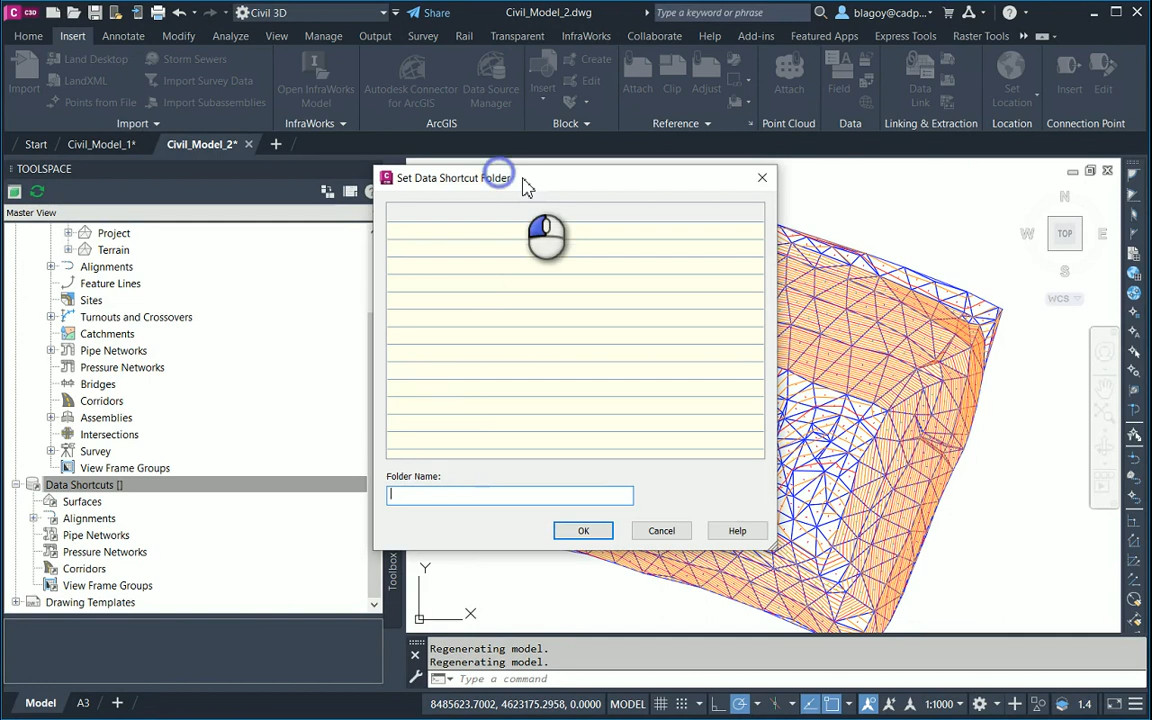 C3D Civil 3D Share Civil_Model_2.dwg Type a keyword or phrase blagoy@cadp...
Home Insert Annotate Modify Analyze View Manage Output Survey Rail Transparent InfraWorks Collaborate Help Add-ins Featured Apps Express Tools Raster Tools
Import Land Desktop Storm Sewers Open InfraWorks Model Autodesk Connector for ArcGIS Data Source Manager Insert Create Attach Clip Adjust Attach Field Data Link Set Location Insert Edit
LandXML Import Survey Data Edit
Points from File Import Subassemblies
Import InfraWorks ArcGIS Block Reference Point Cloud Data Linking & Extraction Location Connection Point
Start Civil_Model_1* Civil_Model_2*
TOOLSPACE
Master View
Project
Terrain
Alignments
Feature Lines
Sites
Turnouts and Crossovers
Catchments
Pipe Networks
Pressure Networks
Bridges
Corridors
Assemblies
Intersections
Survey
View Frame Groups
Data Shortcuts []
Surfaces
Alignments
Pipe Networks
Pressure Networks
Corridors
View Frame Groups
Drawing Templates
Toolbox
Set Data Shortcut Folder
Folder Name:
OK Cancel Help
N
W TOP E
S
WCS
Y
X
Regenerating model.
Regenerating model.
Type a command
Model A3 8485623.7002, 4623175.2958, 0.0000 MODEL 1:1000 1.4